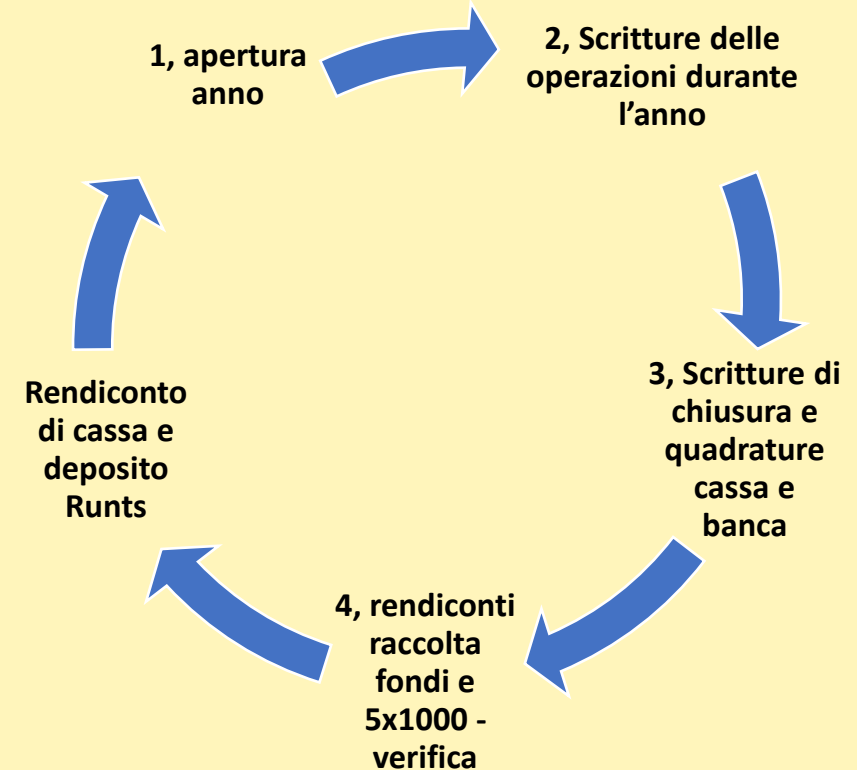 1, apertura
anno
2, Scritture delle
operazioni durante
l’anno
3, Scritture di
chiusura e
quadrature
cassa e
banca
4, rendiconti
raccolta
fondi e
5x1000 -
verifica
Rendiconto
di cassa e
deposito
Runts